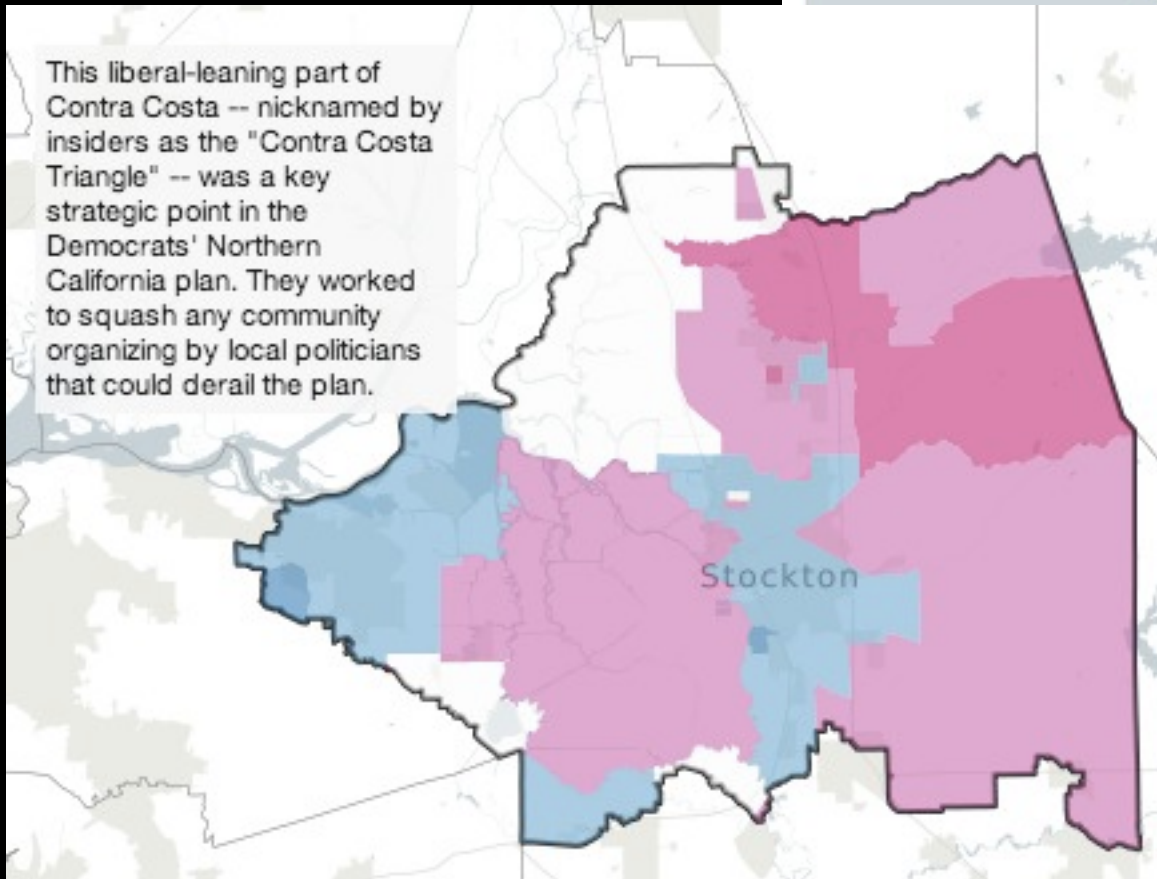 This liberal-leaning part of
Contra Costa -- nicknamed by
insiders as the "Contra Costa
Triangle" -- was a key
strategic point in the
Democrats' Northern
California plan. They worked
to squash any community
organizing by local politicians
that could derail the plan.
Stockton